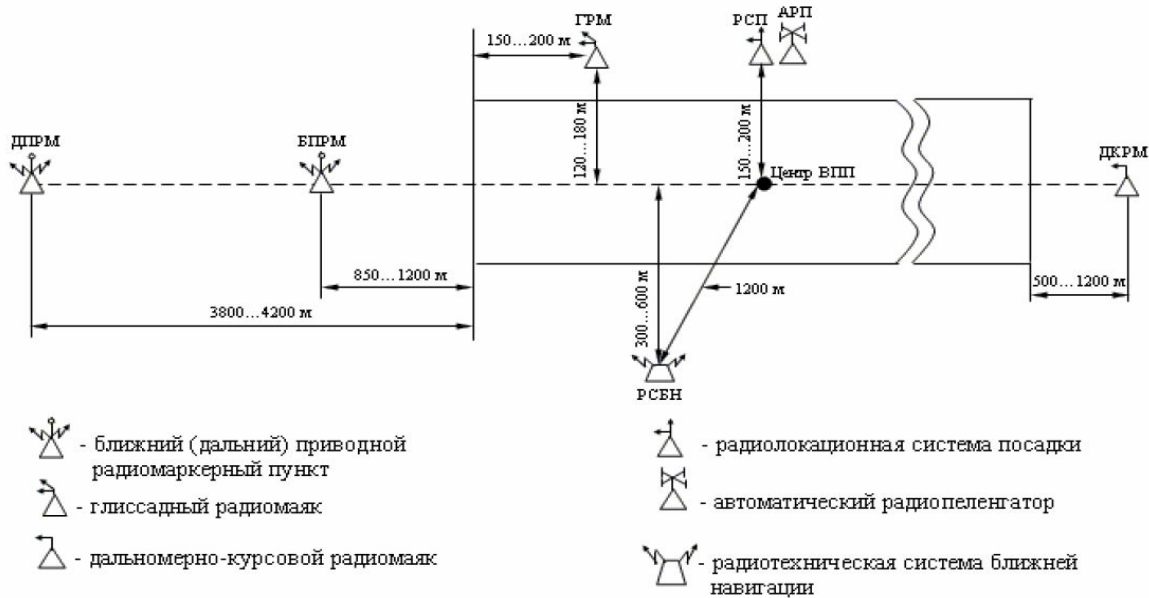 ГРМ
РСП
АРП
150...200 м
120...180 м
150...200 м
ДПРМ
БПРМ
Центр ВПП
ДКРМ
850...1200 м
3800...4200 м
300...600 м
1200 м
500...1200 м
РСБН
- ближний (дальний) приводной
радиомаркерный пункт
- глиссадный радиомаяк
- дальномерно-курсовой радиомаяк
- радиолокационная система посадки
- автоматический радиопеленгатор
- радиотехническая система ближней
навигации